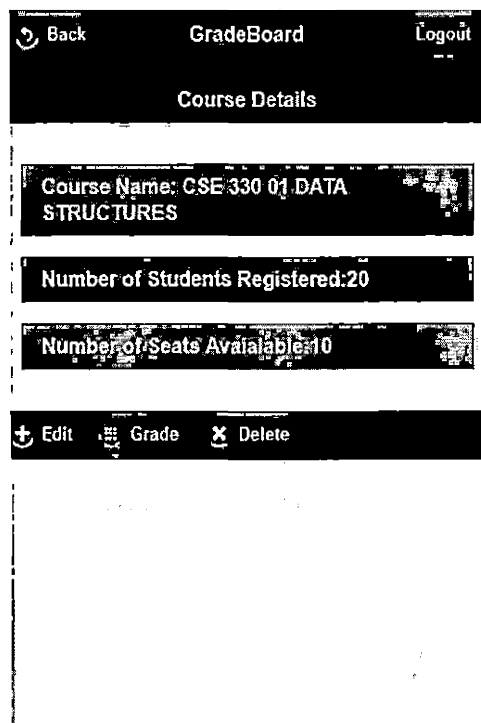 Back GradeBoard Logout
Course Details
Course Name: CSE 330 01 DATA
STRUCTURES
Number of Students Registered:20
Number of Seats Avaialable:10
Edit Grade Delete